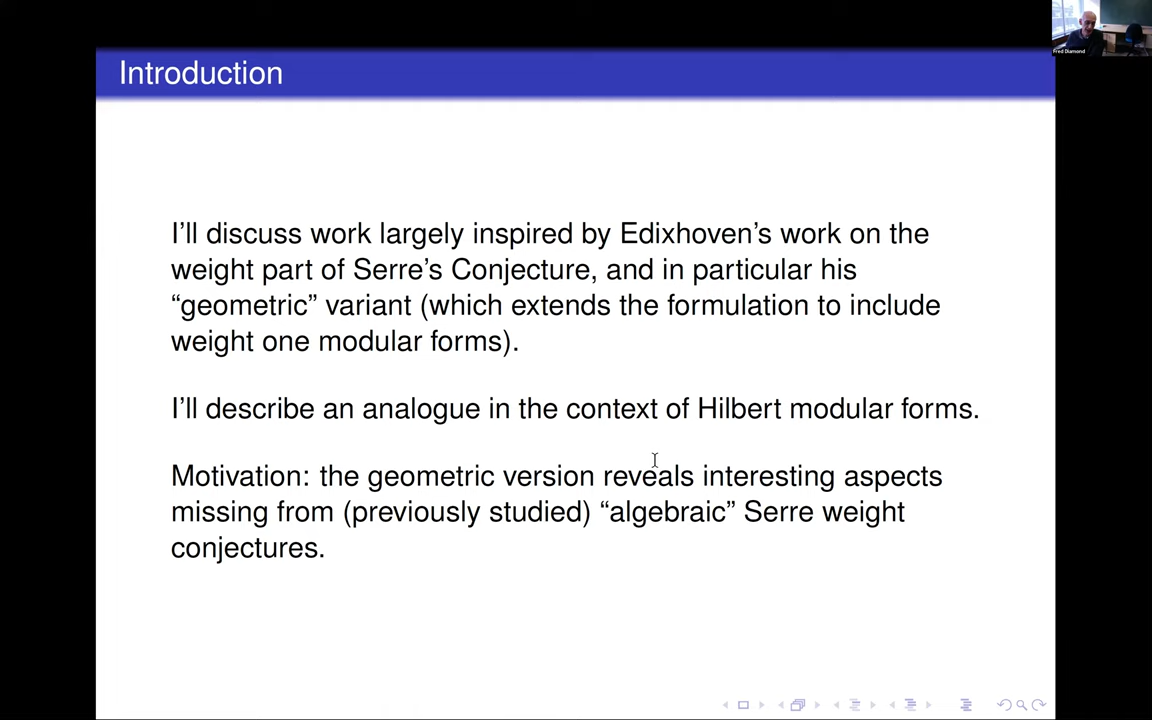 Introduction
Fred Diamond
I'll discuss work largely inspired by Edixhoven's work on the
weight part of Serre's Conjecture, and in particular his
“geometric” variant (which extends the formulation to include
weight one modular forms).
I'll describe an analogue in the context of Hilbert modular forms.
Motivation: the geometric version reveals interesting aspects
missing from (previously studied) “algebraic” Serre weight
conjectures.